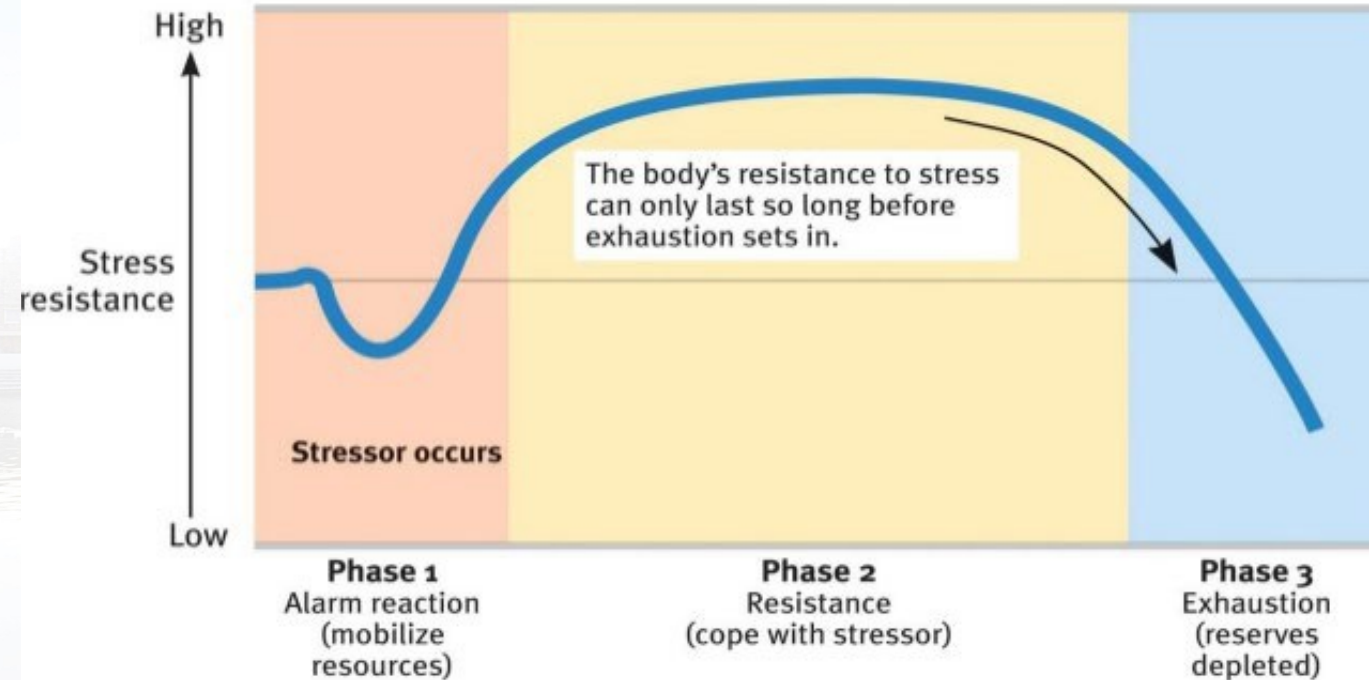 High
Stress
resistance
Low
The body's resistance to stress
can only last so long before
exhaustion sets in.
Stressor occurs
Phase 1
Alarm reaction
(mobilize
resources)
Phase 2
Resistance
(cope with stressor)
Phase 3
Exhaustion
(reserves
depleted)